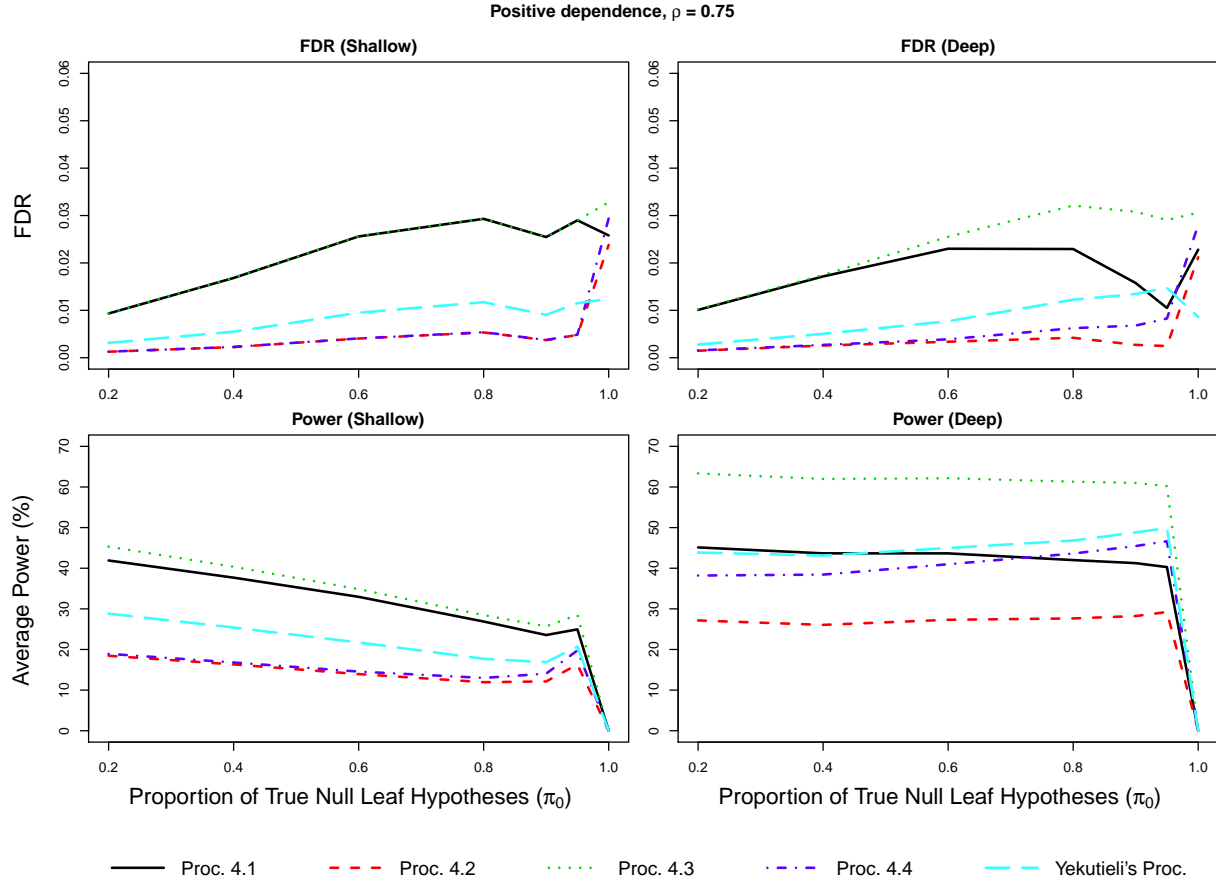 Positive dependence, ρ = 0.75
FDR (Shallow)
FDR (Deep)
FDR
0.06
0.05
0.04
0.03
0.02
0.01
0.00
0.2 0.4 0.6 0.8 1.0
0.06
0.05
0.04
0.03
0.02
0.01
0.00
0.2 0.4 0.6 0.8 1.0
Power (Shallow)
Power (Deep)
Average Power (%)
70
60
50
40
30
20
10
0
0.2 0.4 0.6 0.8 1.0
70
60
50
40
30
20
10
0
0.2 0.4 0.6 0.8 1.0
Proportion of True Null Leaf Hypotheses (π₀)
Proportion of True Null Leaf Hypotheses (π₀)
Proc. 4.1 Proc. 4.2 Proc. 4.3 Proc. 4.4 Yekutieli's Proc.